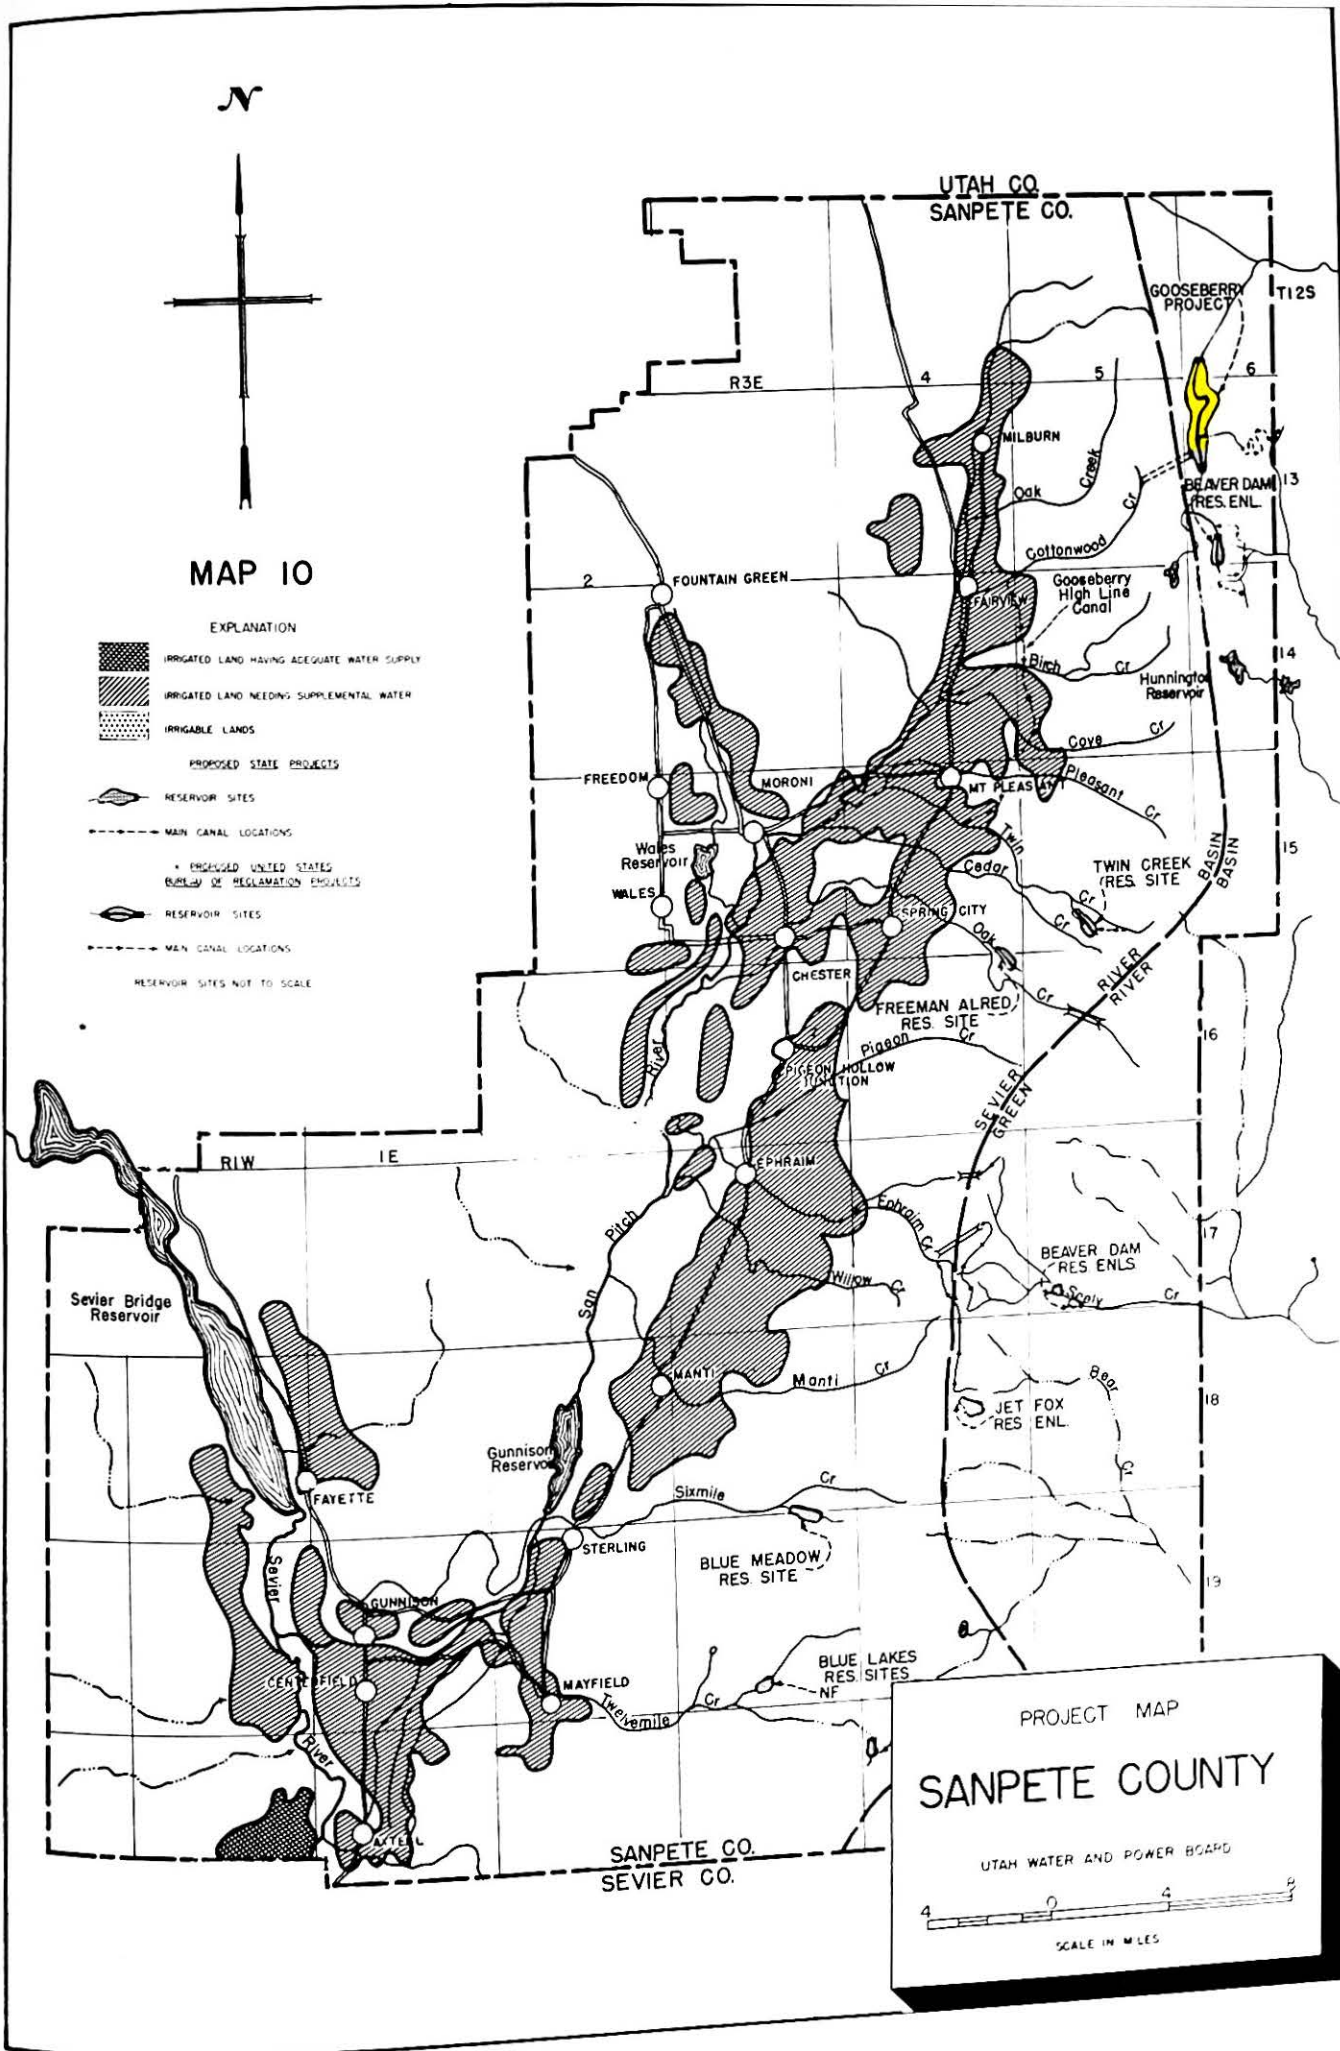 N
UTAH CO.
SANPETE CO.
GOOSEBERRY
PROJECT
T12S
R3E
4
5
6
MILBURN
Oak
Creek
Cottonwood
Cr
BEAVER DAM
RES. ENL.
13
MAP 10
EXPLANATION
IRRIGATED LAND HAVING ADEQUATE WATER SUPPLY
IRRIGATED LAND NEEDING SUPPLEMENTAL WATER
IRRIGABLE LANDS
PROPOSED STATE PROJECTS
RESERVOIR SITES
MAIN CANAL LOCATIONS
* PROPOSED UNITED STATES
BUREAU OF RECLAMATION PROJECTS
RESERVOIR SITES
MAIN CANAL LOCATIONS
RESERVOIR SITES NOT TO SCALE
2
FOUNTAIN GREEN
FAIRVIEW
Gooseberry
High Line
Canal
Birch
Cr
Hunnington
Reservoir
14
Cove
Cr
FREEDOM
MORONI
MT PLEASANT
Pleasant
Cr
Wales
Reservoir
WALES
Twin
Cr
Cedar
Cr
TWIN CREEK
RES. SITE
15
BASIN
BASIN
SPRING CITY
Oak
Cr
CHESTER
FREEMAN ALRED
RES. SITE
RIVER
RIVER
16
River
Pigeon
Cr
PIGEON HOLLOW
JUNCTION
SEVIER
GREEN
R1W
1E
EPHRAIM
Ephraim
Cr
Pitch
San
Willow
Cr
BEAVER DAM
RES ENLS
Seely
Cr
17
Sevier Bridge
Reservoir
MANTI
Manti
Cr
Bear
Cr
JET FOX
RES. ENL.
18
Gunnison
Reservoir
FAYETTE
Sixmile
Cr
STERLING
BLUE MEADOW
RES. SITE
19
Sevier
River
GUNNISON
CENTERFIELD
MAYFIELD
Twelvemile
Cr
BLUE LAKES
RES. SITES
NF
AXTELL
SANPETE CO.
SEVIER CO.
PROJECT MAP
SANPETE COUNTY
UTAH WATER AND POWER BOARD
4
0
4
8
SCALE IN MILES